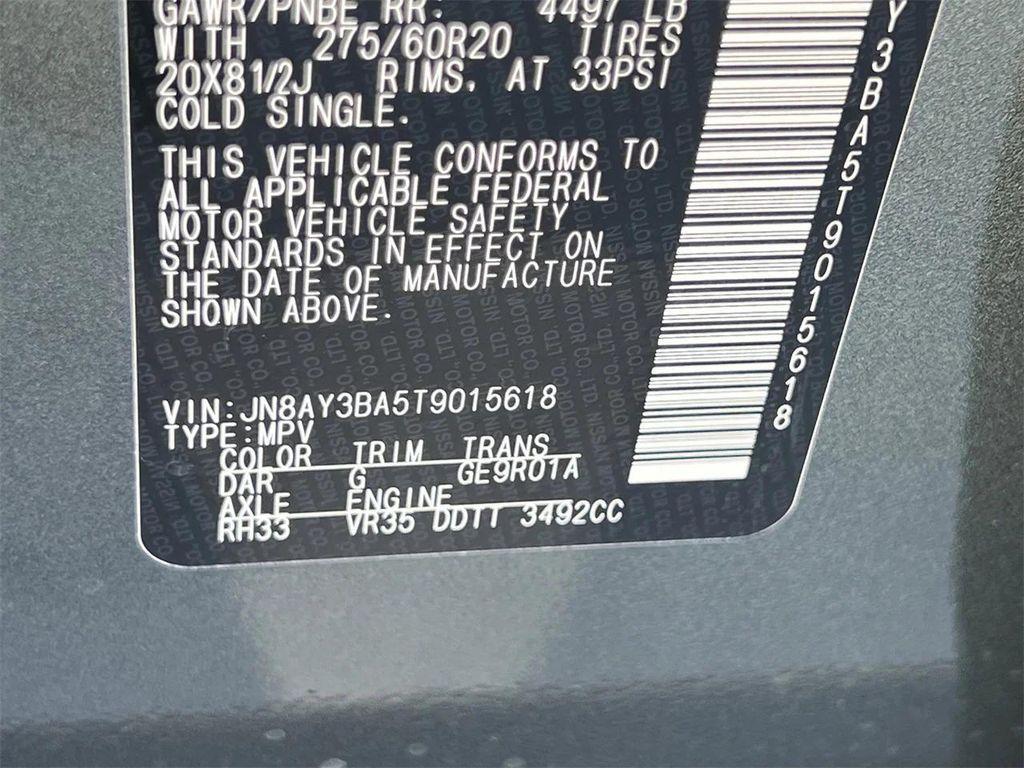 GAWR/PNBE RR: 4497 LB
WITH 275/60R20 TIRES
20X81/2J RIMS, AT 33PSI
COLD SINGLE.
THIS VEHICLE CONFORMS TO
ALL APPLICABLE FEDERAL
MOTOR VEHICLE SAFETY
STANDARDS IN EFFECT ON
THE DATE OF MANUFACTURE
SHOWN ABOVE.
VIN:JN8AY3BA5T9015618
TYPE:MPV
COLOR TRIM TRANS
DAR G GE9R01A
AXLE ENGINE
RH33 VR35 DDTT 3492CC
Y3BA5T9015618